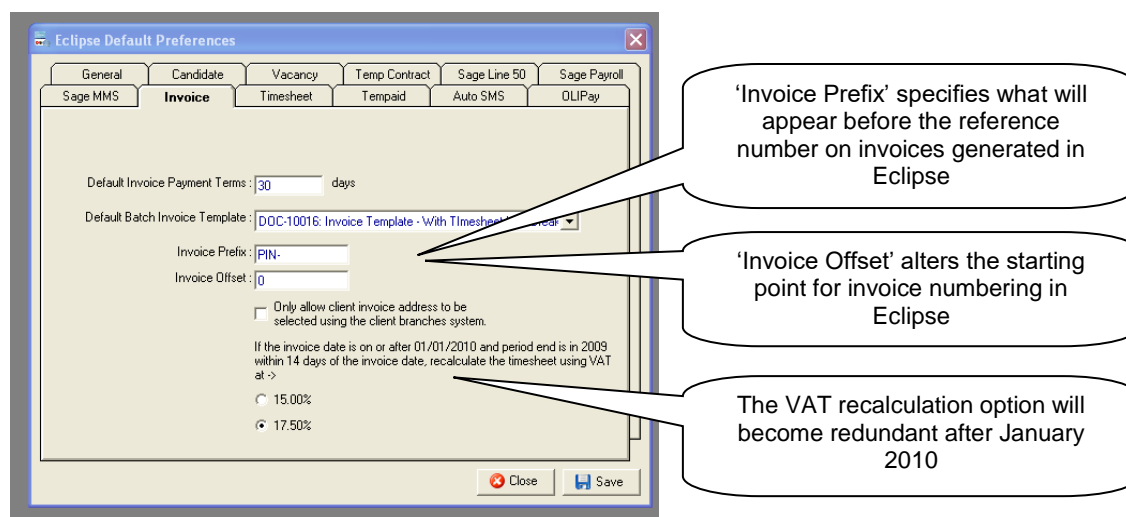 Eclipse Default Preferences
General Candidate Vacancy Temp Contract Sage Line 50 Sage Payroll
Sage MMS Invoice Timesheet Tempaid Auto SMS OLIPay
Default Invoice Payment Terms : 30 days
Default Batch Invoice Template : DOC-10016: Invoice Template - With TImesheet
Invoice Prefix : PIN-
Invoice Offset : 0
Only allow client invoice address to be
selected using the client branches system.
If the invoice date is on or after 01/01/2010 and period end is in 2009
within 14 days of the invoice date, recalculate the timesheet using VAT
at ->
15.00%
17.50%
Close Save
‘Invoice Prefix’ specifies what will
appear before the reference
number on invoices generated in
Eclipse
‘Invoice Offset’ alters the starting
point for invoice numbering in
Eclipse
The VAT recalculation option will
become redundant after January
2010